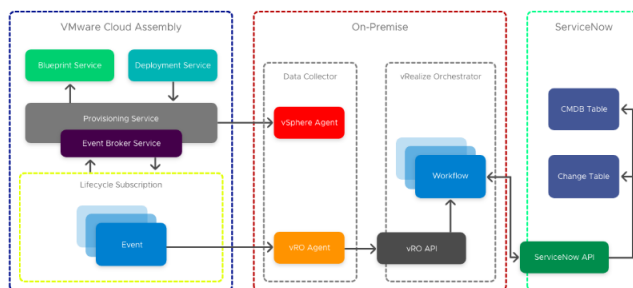 VMware Cloud Assembly
On-Premise
ServiceNow
Blueprint Service
Deployment Service
Data Collector
vRealize Orchestrator
Provisioning Service
vSphere Agent
CMDB Table
Event Broker Service
Lifecycle Subscription
Workflow
Change Table
Event
vRO Agent
vRO API
ServiceNow API